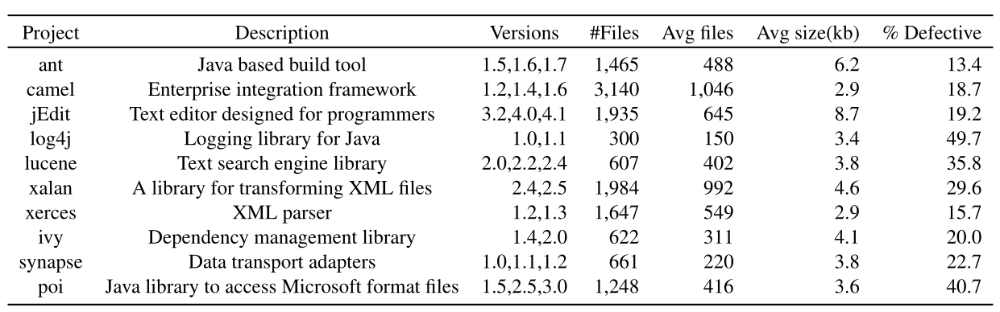 Project Description Versions #Files Avg files Avg size(kb) % Defective
ant Java based build tool 1.5,1.6,1.7 1,465 488 6.2 13.4
camel Enterprise integration framework 1.2,1.4,1.6 3,140 1,046 2.9 18.7
jEdit Text editor designed for programmers 3.2,4.0,4.1 1,935 645 8.7 19.2
log4j Logging library for Java 1.0,1.1 300 150 3.4 49.7
lucene Text search engine library 2.0,2.2,2.4 607 402 3.8 35.8
xalan A library for transforming XML files 2.4,2.5 1,984 992 4.6 29.6
xerces XML parser 1.2,1.3 1,647 549 2.9 15.7
ivy Dependency management library 1.4,2.0 622 311 4.1 20.0
synapse Data transport adapters 1.0,1.1,1.2 661 220 3.8 22.7
poi Java library to access Microsoft format files 1.5,2.5,3.0 1,248 416 3.6 40.7